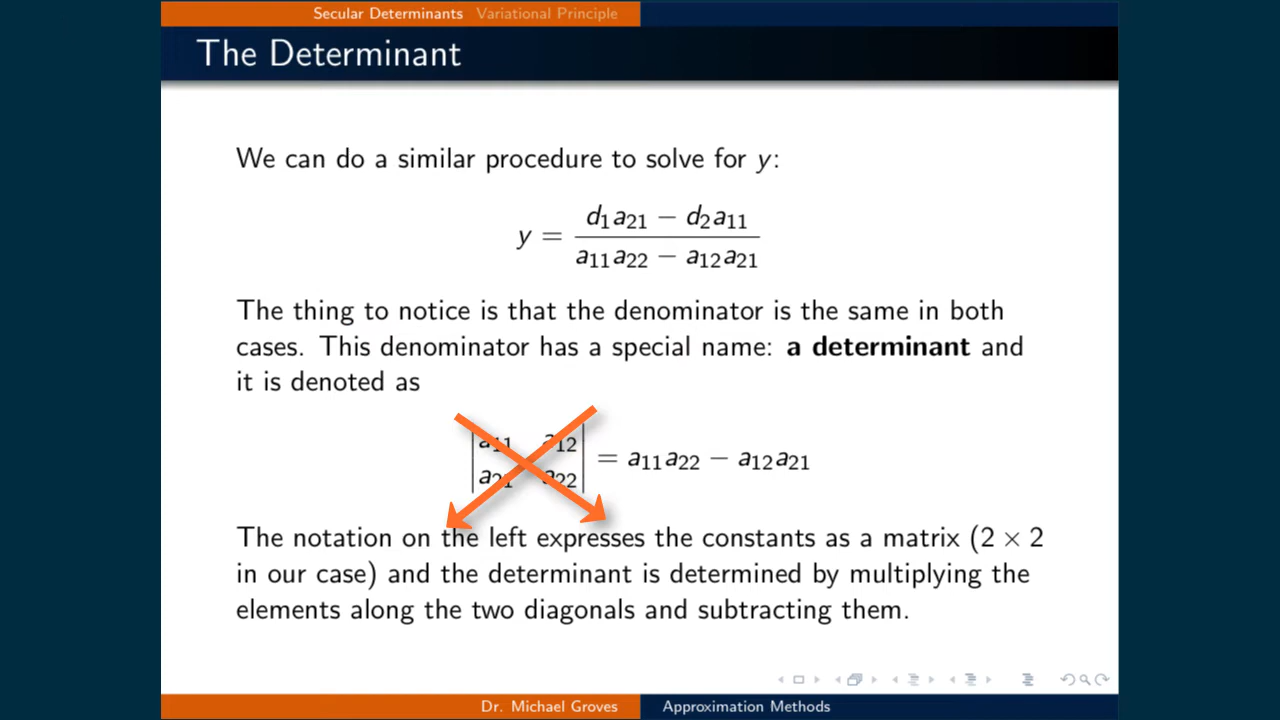 Secular Determinants Variational Principle
The Determinant
We can do a similar procedure to solve for y:
y = (d₁a₂₁ − d₂a₁₁) / (a₁₁a₂₂ − a₁₂a₂₁)
The thing to notice is that the denominator is the same in both
cases. This denominator has a special name: a determinant and
it is denoted as
|a₁₁ a₁₂|
|a₂₁ a₂₂| = a₁₁a₂₂ − a₁₂a₂₁
The notation on the left expresses the constants as a matrix (2 × 2
in our case) and the determinant is determined by multiplying the
elements along the two diagonals and subtracting them.
Dr. Michael Groves Approximation Methods